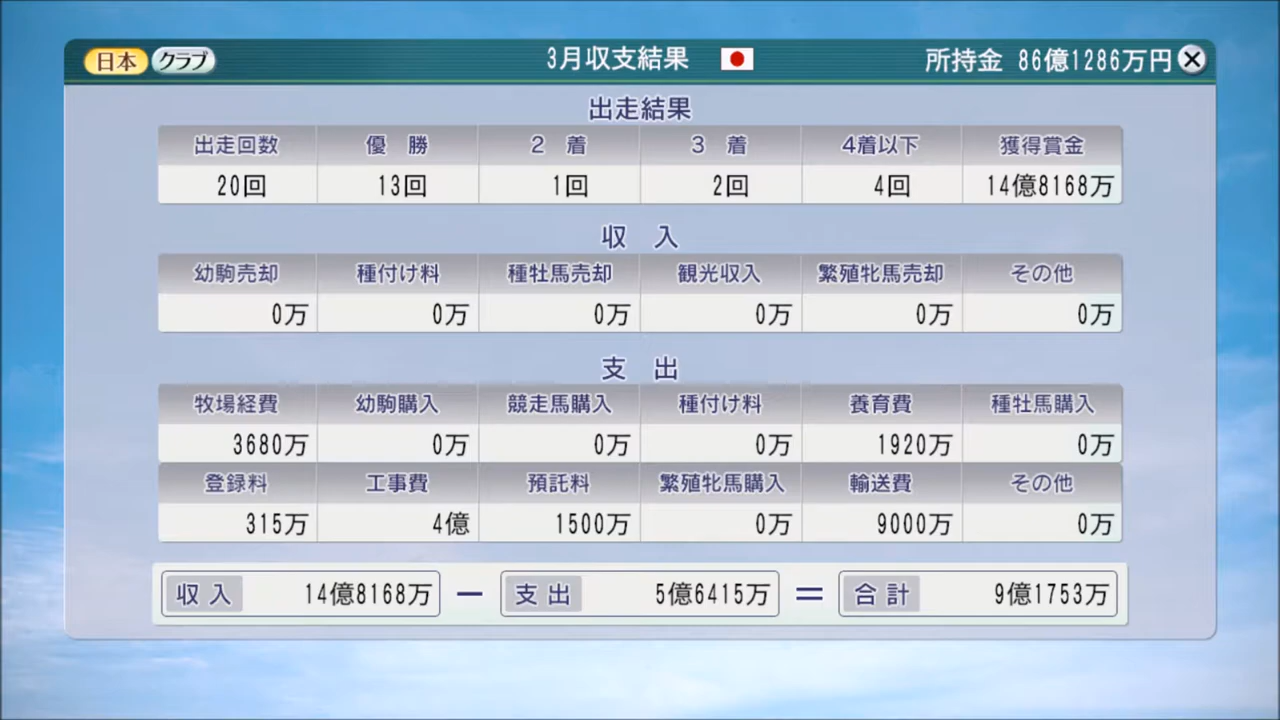 日本 クラブ 3月収支結果 所持金 86億1286万円
出走結果
出走回数 優 勝 2 着 3 着 4着以下 獲得賞金
20回 13回 1回 2回 4回 14億8168万
収 入
幼駒売却 種付け料 種牡馬売却 観光収入 繁殖牝馬売却 その他
0万 0万 0万 0万 0万 0万
支 出
牧場経費 幼駒購入 競走馬購入 種付け料 養育費 種牡馬購入
3680万 0万 0万 0万 1920万 0万
登録料 工事費 預託料 繁殖牝馬購入 輸送費 その他
315万 4億 1500万 0万 9000万 0万
収 入 14億8168万 － 支 出 5億6415万 ＝ 合 計 9億1753万